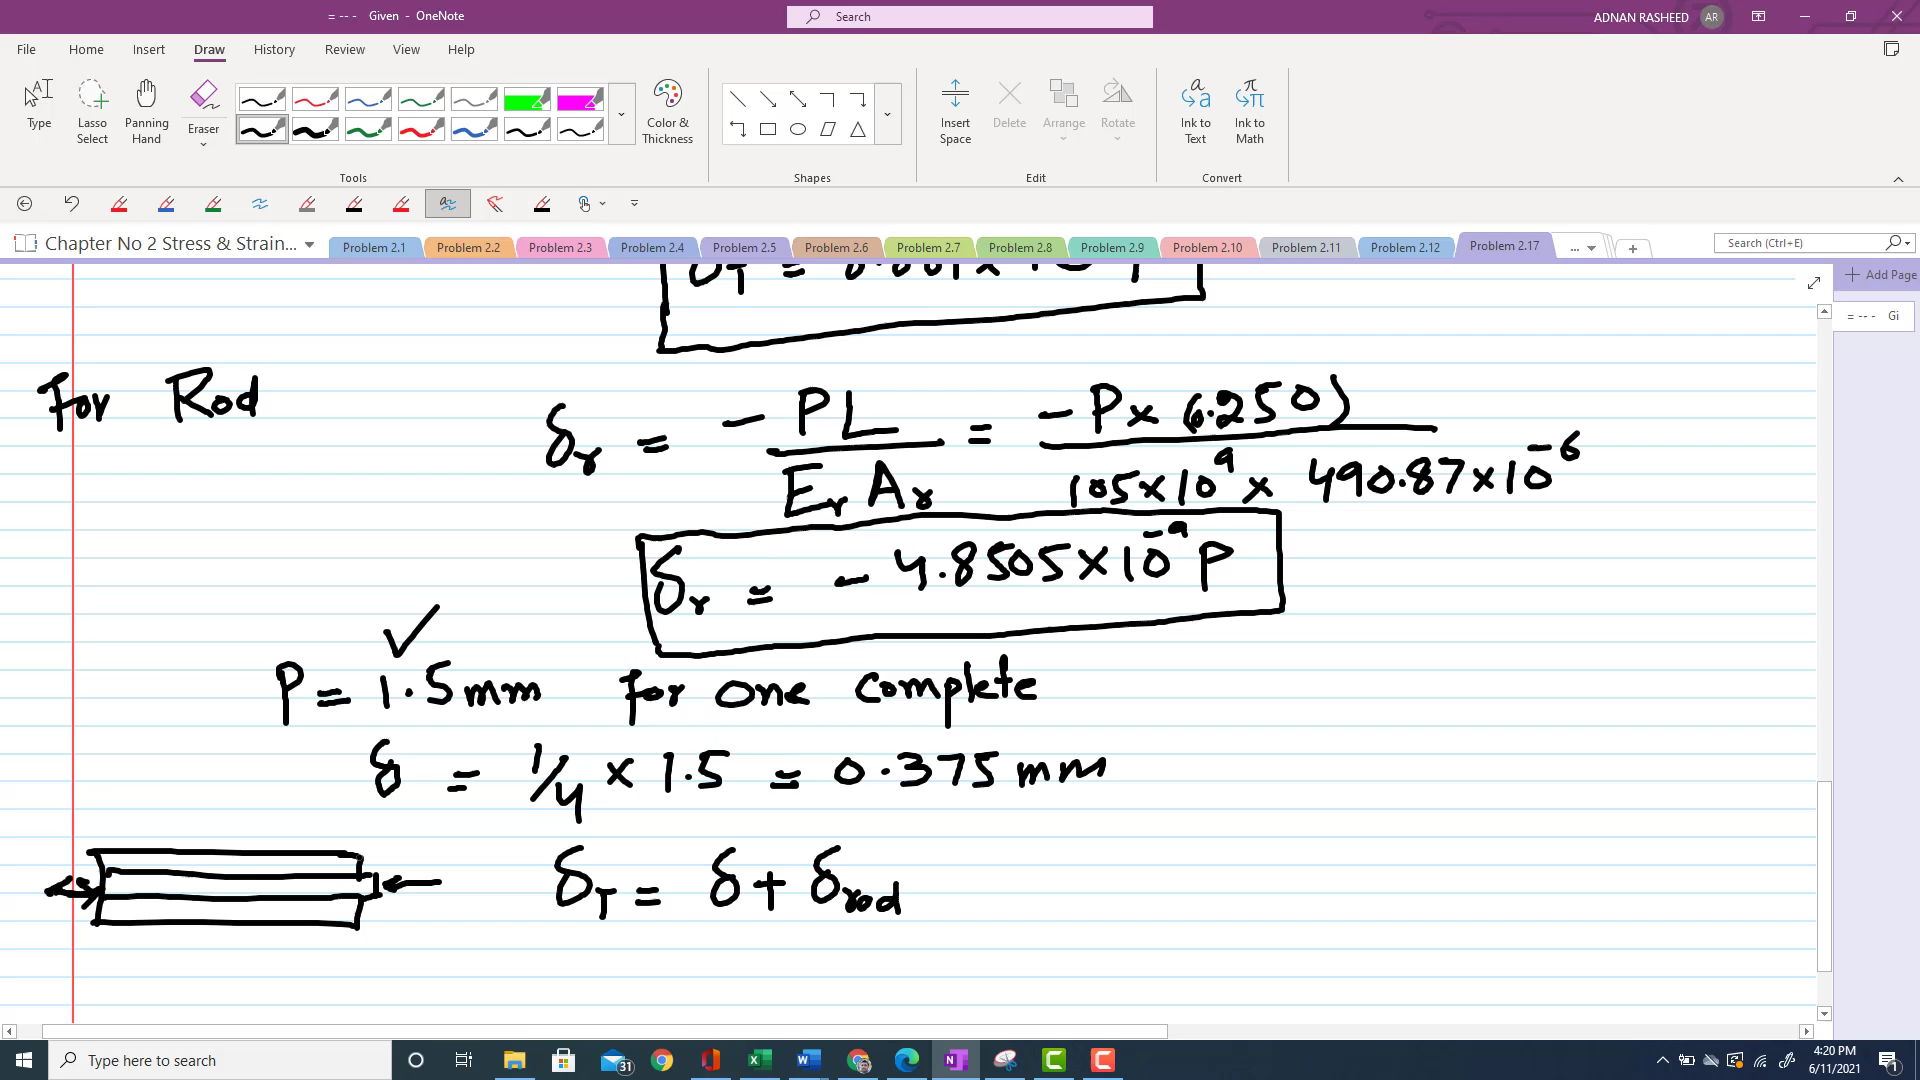 = -- -  Given - OneNote
Search
ADNAN RASHEED AR
File Home Insert Draw History Review View Help
Type
Lasso Select
Panning Hand
Eraser
Color & Thickness
Insert Space
Delete
Arrange
Rotate
Ink to Text
Ink to Math
Tools Shapes Edit Convert
Chapter No 2 Stress & Strain...
Problem 2.1 Problem 2.2 Problem 2.3 Problem 2.4 Problem 2.5 Problem 2.6 Problem 2.7 Problem 2.8 Problem 2.9 Problem 2.10 Problem 2.11 Problem 2.12 Problem 2.17 ...
Search (Ctrl+E)
Add Page
= -- - Gi
For Rod
δr = -PL / Er Ar = -P x (.250) / 105x10^9 x 490.87x10^-6
δr = - 4.8505x10^-9 P
P = 1.5mm for one complete
δ = 1/4 x 1.5 = 0.375 mm
δT = δ + δrod
Type here to search
31
4:20 PM
6/11/2021
1